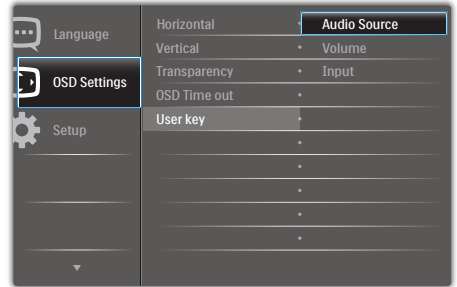 Language
OSD Settings
Setup
Horizontal
Vertical
Transparency
OSD Time out
User key
Audio Source
Volume
Input